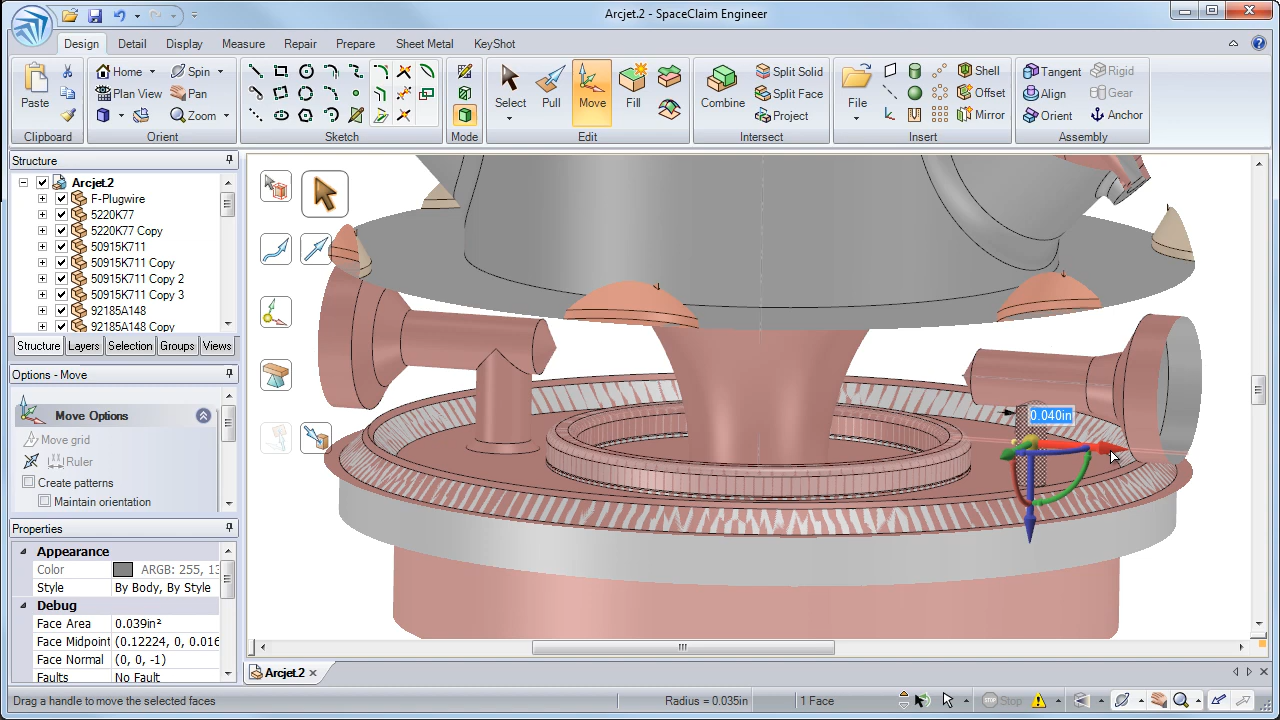 Arcjet.2 - SpaceClaim Engineer
Design Detail Display Measure Repair Prepare Sheet Metal KeyShot
Paste
Home Spin
Plan View Pan
Zoom
Select Pull Move Fill
Combine
Split Solid
Split Face
Project
File
Shell
Offset
Mirror
Tangent Rigid
Align Gear
Orient Anchor
Clipboard Orient Sketch Mode Edit Intersect Insert Assembly
Structure
Arcjet.2
F-Plugwire
5220K77
5220K77 Copy
50915K711
50915K711 Copy
50915K711 Copy 2
50915K711 Copy 3
92185A148
92185A148 Copy
Structure Layers Selection Groups Views
Options - Move
Move Options
Move grid
Ruler
Create patterns
Maintain orientation
Properties
Appearance
Color ARGB: 255, 13
Style By Body, By Style
Debug
Face Area 0.039in²
Face Midpoint (0.12224, 0, 0.016
Face Normal (0, 0, -1)
Faults No Fault
0.040in
Arcjet.2
Drag a handle to move the selected faces Radius = 0.035in 1 Face Stop